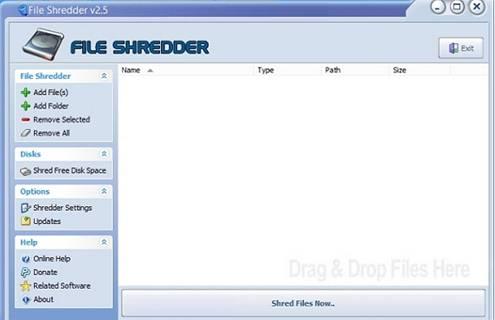 File Shredder v2.5
FILE SHREDDER
Exit
File Shredder
Add File(s)
Add Folder
Remove Selected
Remove All
Disks
Shred Free Disk Space
Options
Shredder Settings
Updates
Help
Online Help
Donate
Related Software
About
Name Type Path Size
Drag & Drop Files Here
Shred Files Now..